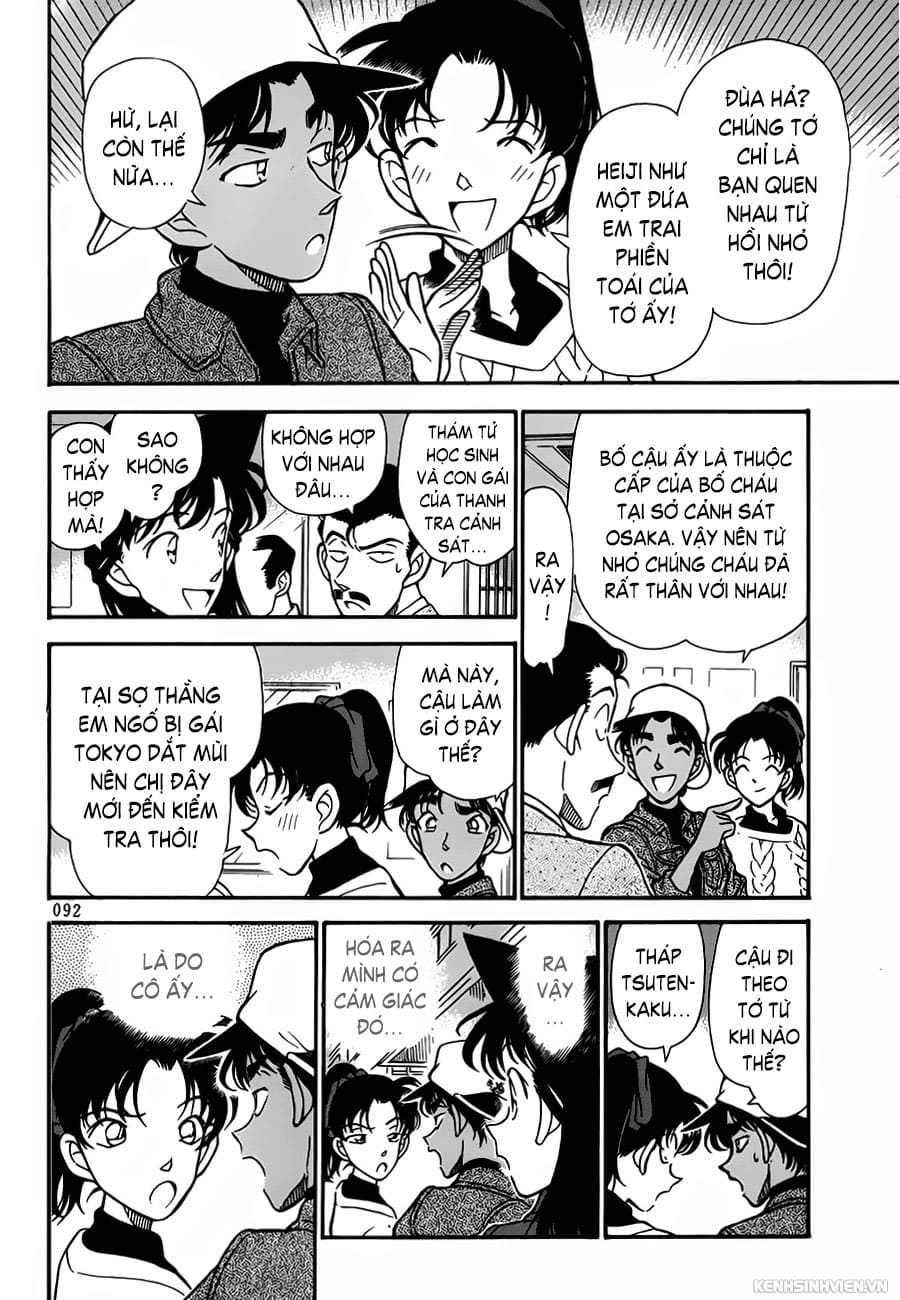 ĐÙA HẢ?
CHÚNG TỚ
CHỈ LÀ
BẠN QUEN
NHAU TỪ
HỒI NHỎ
THÔI!
HEIJI NHƯ
MỘT ĐỨA
EM TRAI
PHIỀN
TOÁI CỦA
TỚ ẤY!
HỪ, LẠI
CÒN THẾ
NỮA...
BỐ CẬU ẤY LÀ THUỘC
CẤP CỦA BỐ CHÁU
TẠI SỞ CẢNH SÁT
OSAKA. VẬY NÊN TỪ
NHỎ CHÚNG CHÁU ĐÃ
RẤT THÂN VỚI NHAU!
RA
VẬY
!
THÁM TỬ
HỌC SINH
VÀ CON GÁI
CỦA THANH
TRA CẢNH
SÁT...
KHÔNG HỢP
VỚI NHAU
ĐÂU...
SAO
KHÔNG
?
CON
THẤY
HỢP
MÀ!
MÀ NÀY,
CẬU LÀM
GÌ Ở ĐÂY
THẾ?
TẠI SỢ THẰNG
EM NGỐ BỊ GÁI
TOKYO DẮT MŨI
NÊN CHỊ ĐÂY
MỚI ĐẾN KIỂM
TRA THÔI!
092
CẬU ĐI
THEO
TỚ TỪ
KHI NÀO
THẾ?
THÁP
TSUTEN-
KAKU...
RA
VẬY...
HÓA RA
MÌNH CÓ
CẢM GIÁC
ĐÓ...
LÀ DO
CÔ ẤY...
KENHSINHVIEN.VN